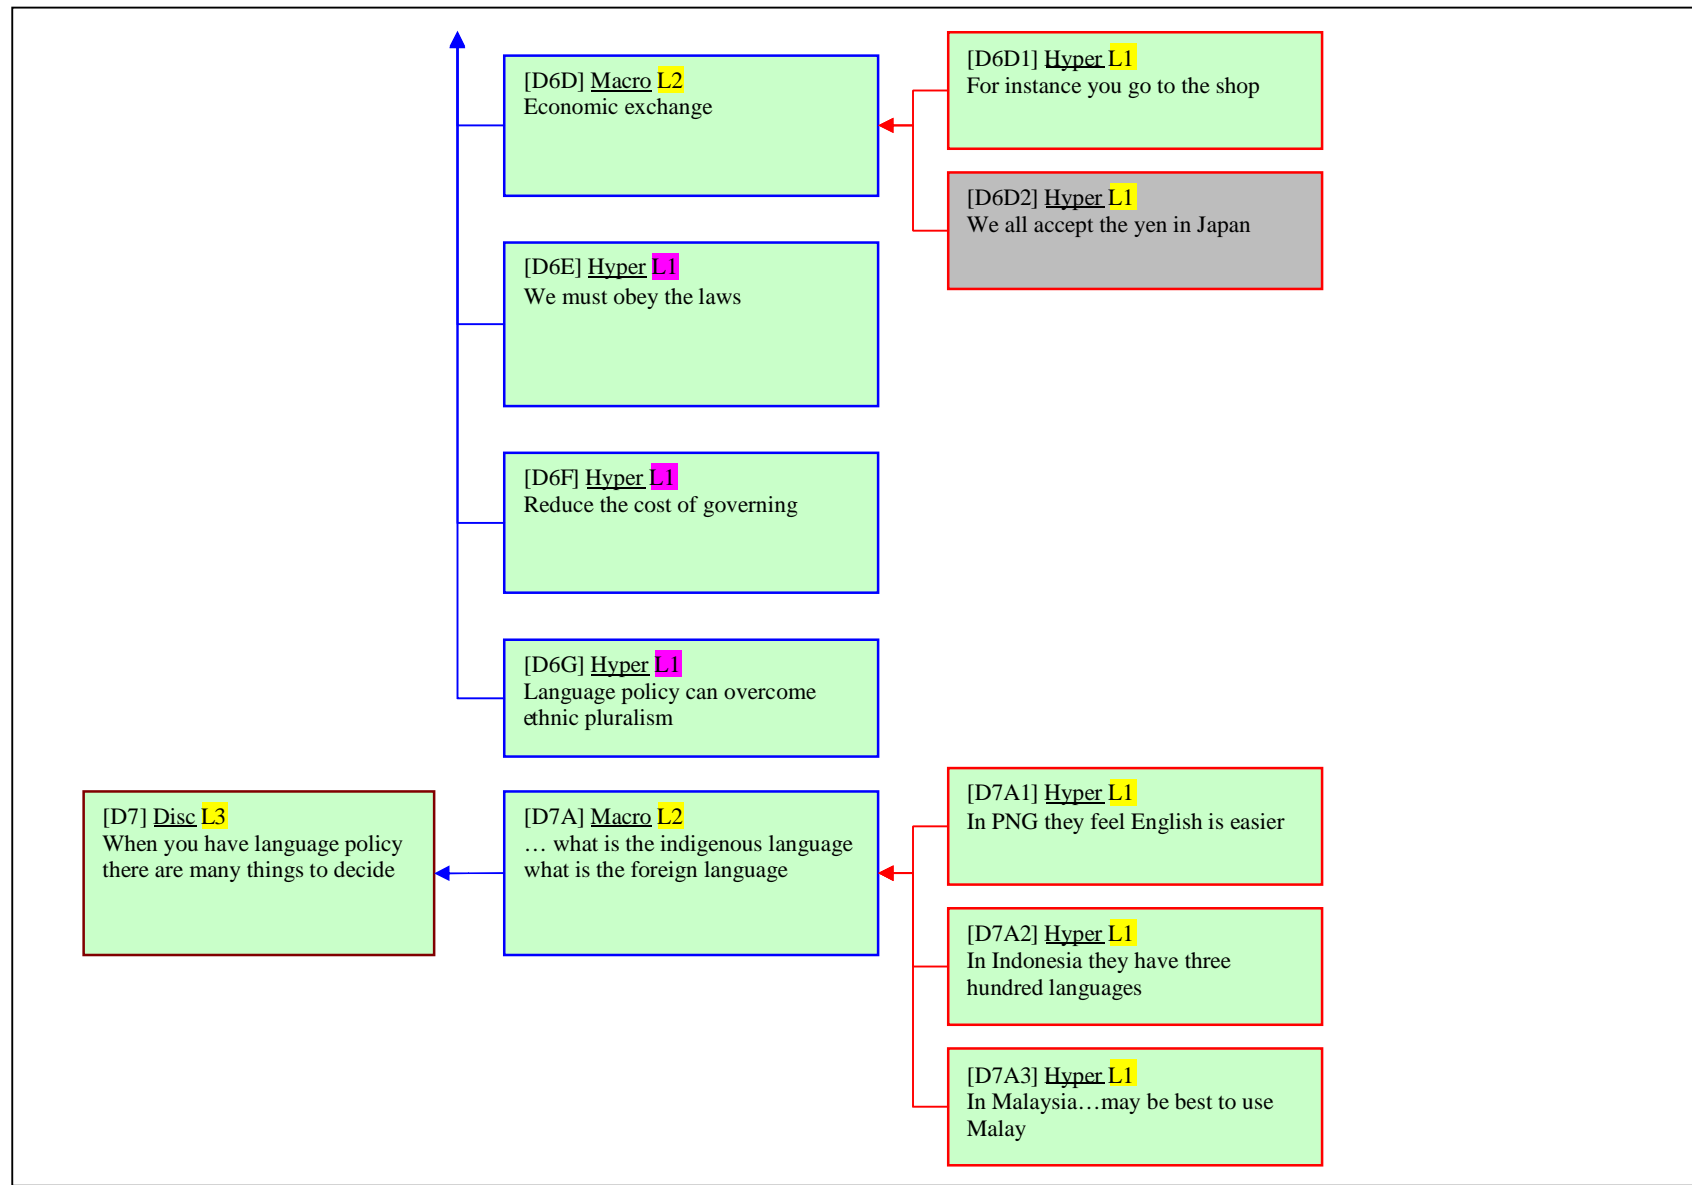 [D6D] Macro L2
Economic exchange
[D6D1] Hyper L1
For instance you go to the shop
[D6D2] Hyper L1
We all accept the yen in Japan
[D6E] Hyper L1
We must obey the laws
[D6F] Hyper L1
Reduce the cost of governing
[D6G] Hyper L1
Language policy can overcome
ethnic pluralism
[D7] Disc L3
When you have language policy
there are many things to decide
[D7A] Macro L2
… what is the indigenous language
what is the foreign language
[D7A1] Hyper L1
In PNG they feel English is easier
[D7A2] Hyper L1
In Indonesia they have three
hundred languages
[D7A3] Hyper L1
In Malaysia…may be best to use
Malay